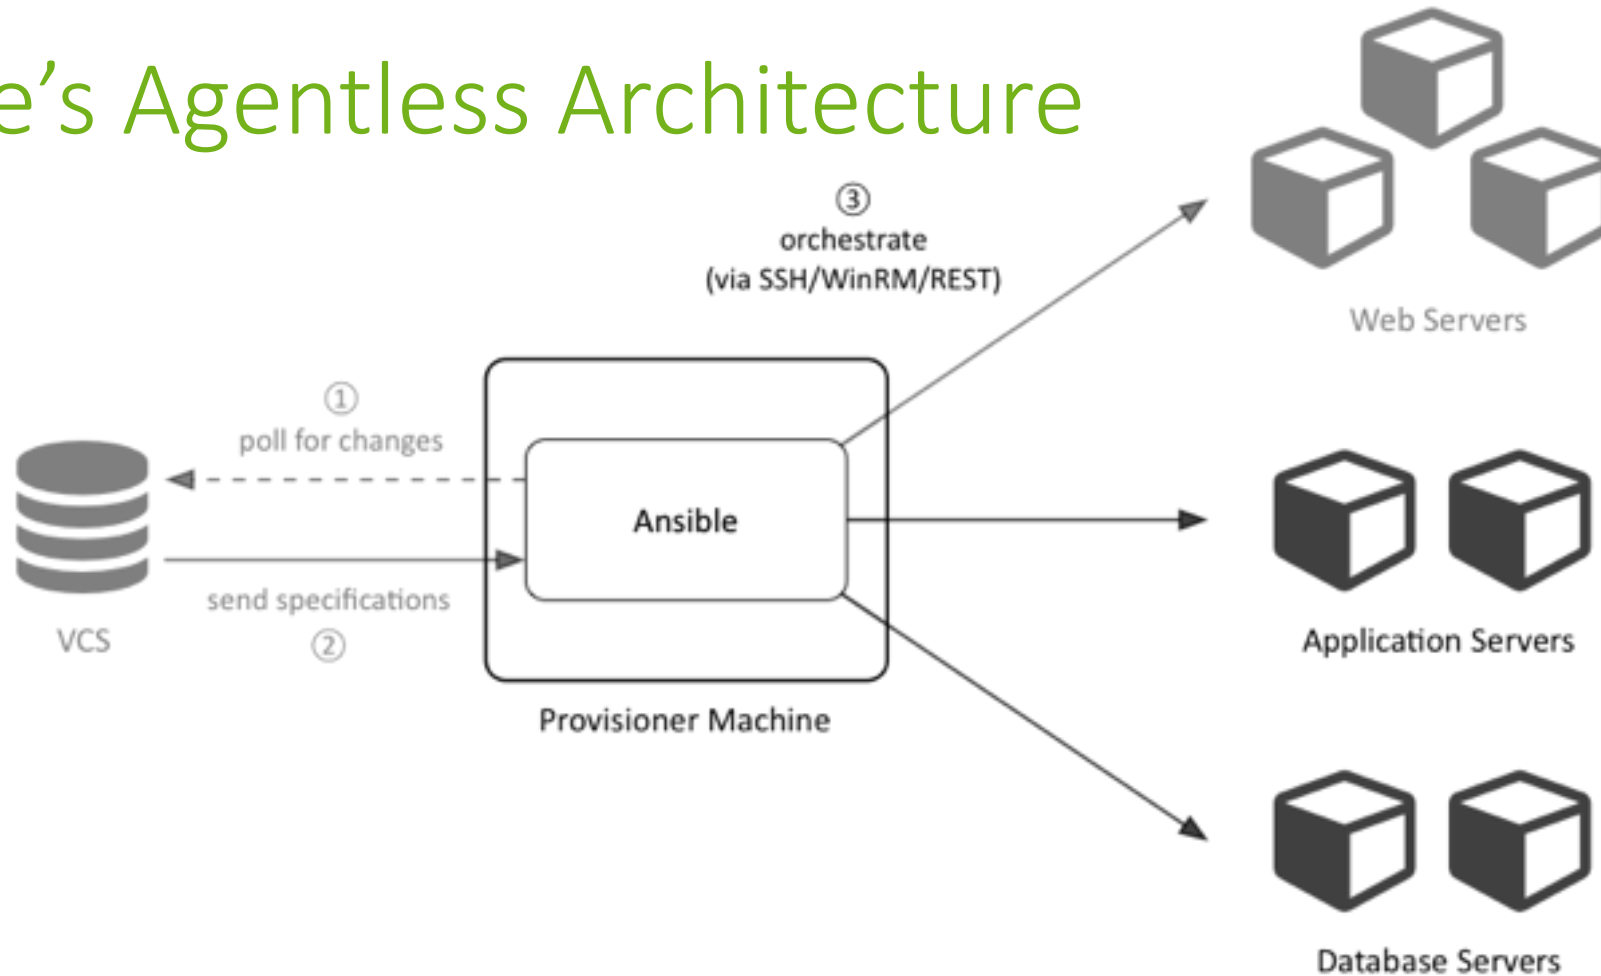 e's Agentless Architecture
③
orchestrate
(via SSH/WinRM/REST)
Web Servers
①
poll for changes
Ansible
send specifications
②
VCS
Application Servers
Provisioner Machine
Database Servers